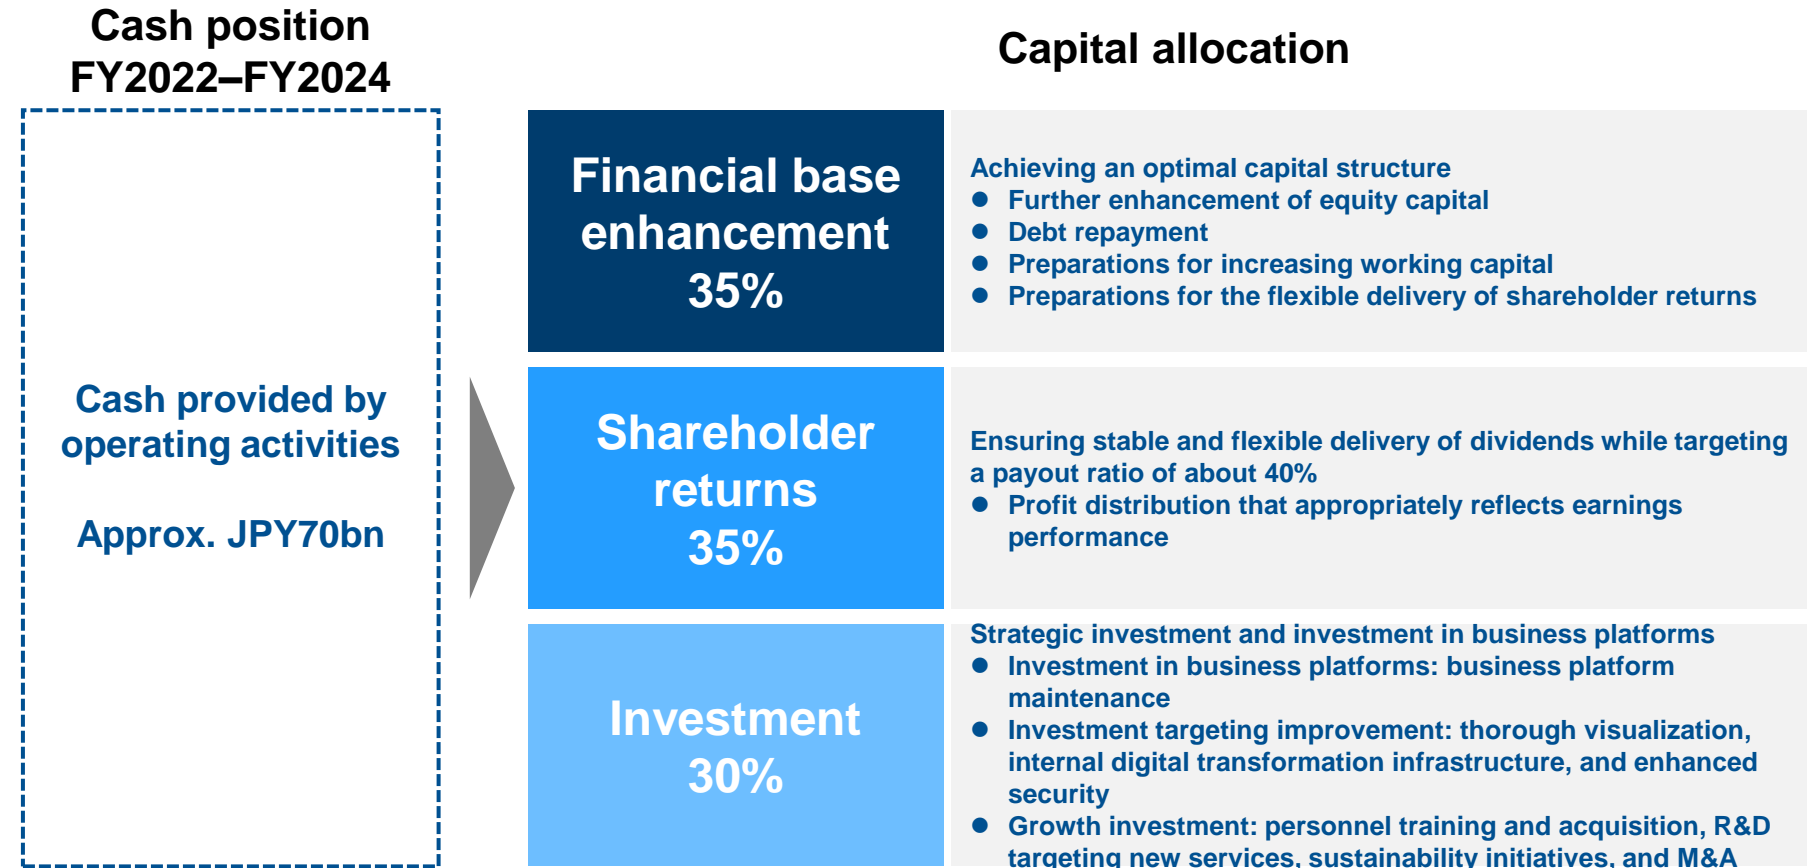 Cash position
FY2022–FY2024
Capital allocation
Cash provided by
operating activities
Approx. JPY70bn
Financial base
enhancement
35%
Achieving an optimal capital structure
● Further enhancement of equity capital
● Debt repayment
● Preparations for increasing working capital
● Preparations for the flexible delivery of shareholder returns
Shareholder
returns
35%
Ensuring stable and flexible delivery of dividends while targeting
a payout ratio of about 40%
● Profit distribution that appropriately reflects earnings
performance
Investment
30%
Strategic investment and investment in business platforms
● Investment in business platforms: business platform
maintenance
● Investment targeting improvement: thorough visualization,
internal digital transformation infrastructure, and enhanced
security
● Growth investment: personnel training and acquisition, R&D
targeting new services, sustainability initiatives, and M&A